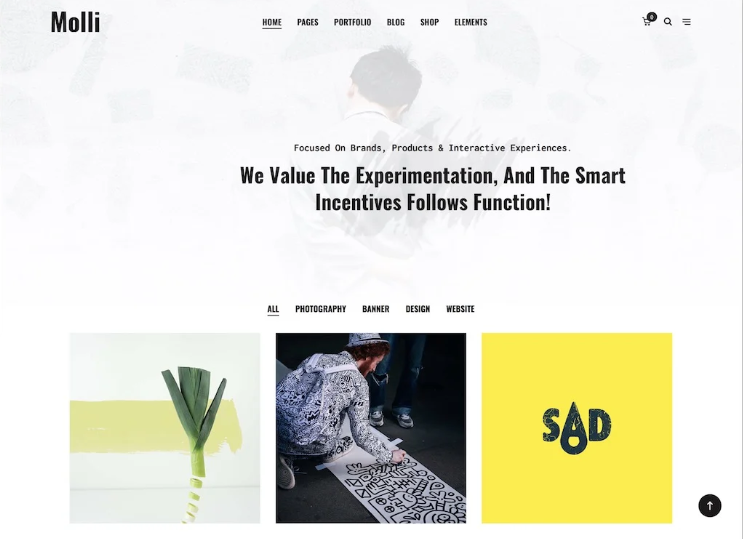 Molli
HOME PAGES PORTFOLIO BLOG SHOP ELEMENTS
0
Focused On Brands, Products & Interactive Experiences.
We Value The Experimentation, And The Smart
Incentives Follows Function!
ALL PHOTOGRAPHY BANNER DESIGN WEBSITE
SAD